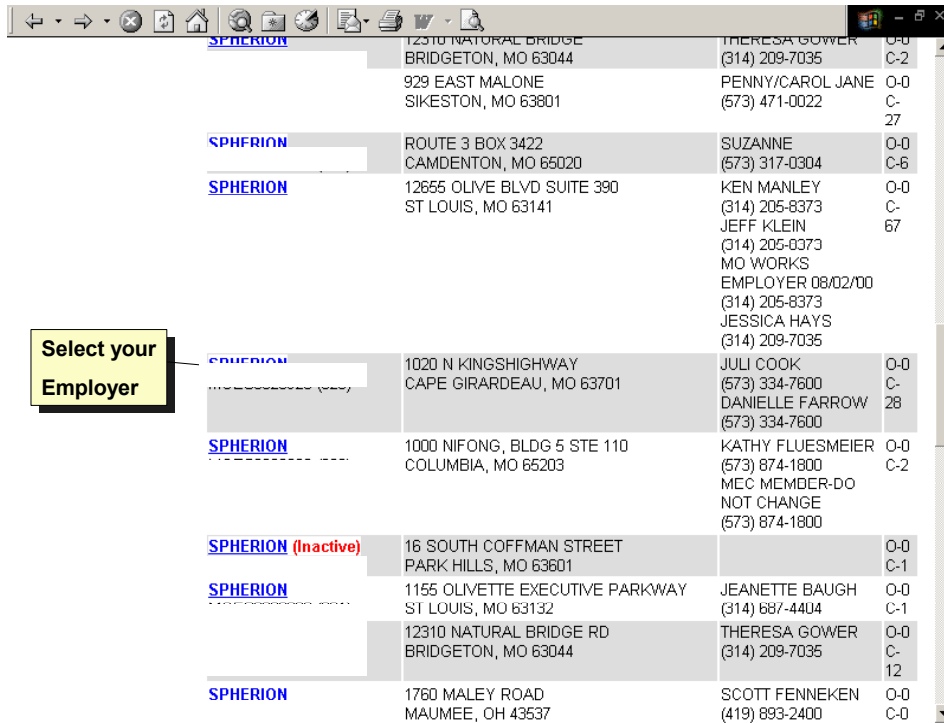 SPHERION 12310 NATURAL BRIDGE THERESA GOWER O-0
BRIDGETON, MO 63044 (314) 209-7035 C-2
929 EAST MALONE PENNY/CAROL JANE O-0
SIKESTON, MO 63801 (573) 471-0022 C-
27
SPHERION ROUTE 3 BOX 3422 SUZANNE O-0
CAMDENTON, MO 65020 (573) 317-0304 C-6
SPHERION 12655 OLIVE BLVD SUITE 390 KEN MANLEY O-0
ST LOUIS, MO 63141 (314) 205-8373 C-
JEFF KLEIN 67
(314) 205-8373
MO WORKS
EMPLOYER 08/02/00
(314) 205-8373
JESSICA HAYS
(314) 209-7035
Select your
Employer
SPHERION 1020 N KINGSHIGHWAY JULI COOK O-0
CAPE GIRARDEAU, MO 63701 (573) 334-7600 C-
DANIELLE FARROW 28
(573) 334-7600
SPHERION 1000 NIFONG, BLDG 5 STE 110 KATHY FLUESMEIER O-0
COLUMBIA, MO 65203 (573) 874-1800 C-2
MEC MEMBER-DO
NOT CHANGE
(573) 874-1800
SPHERION (Inactive) 16 SOUTH COFFMAN STREET O-0
PARK HILLS, MO 63601 C-1
SPHERION 1155 OLIVETTE EXECUTIVE PARKWAY JEANETTE BAUGH O-0
ST LOUIS, MO 63132 (314) 687-4404 C-1
12310 NATURAL BRIDGE RD THERESA GOWER O-0
BRIDGETON, MO 63044 (314) 209-7035 C-
12
SPHERION 1760 MALEY ROAD SCOTT FENNEKEN O-0
MAUMEE, OH 43537 (419) 893-2400 C-0